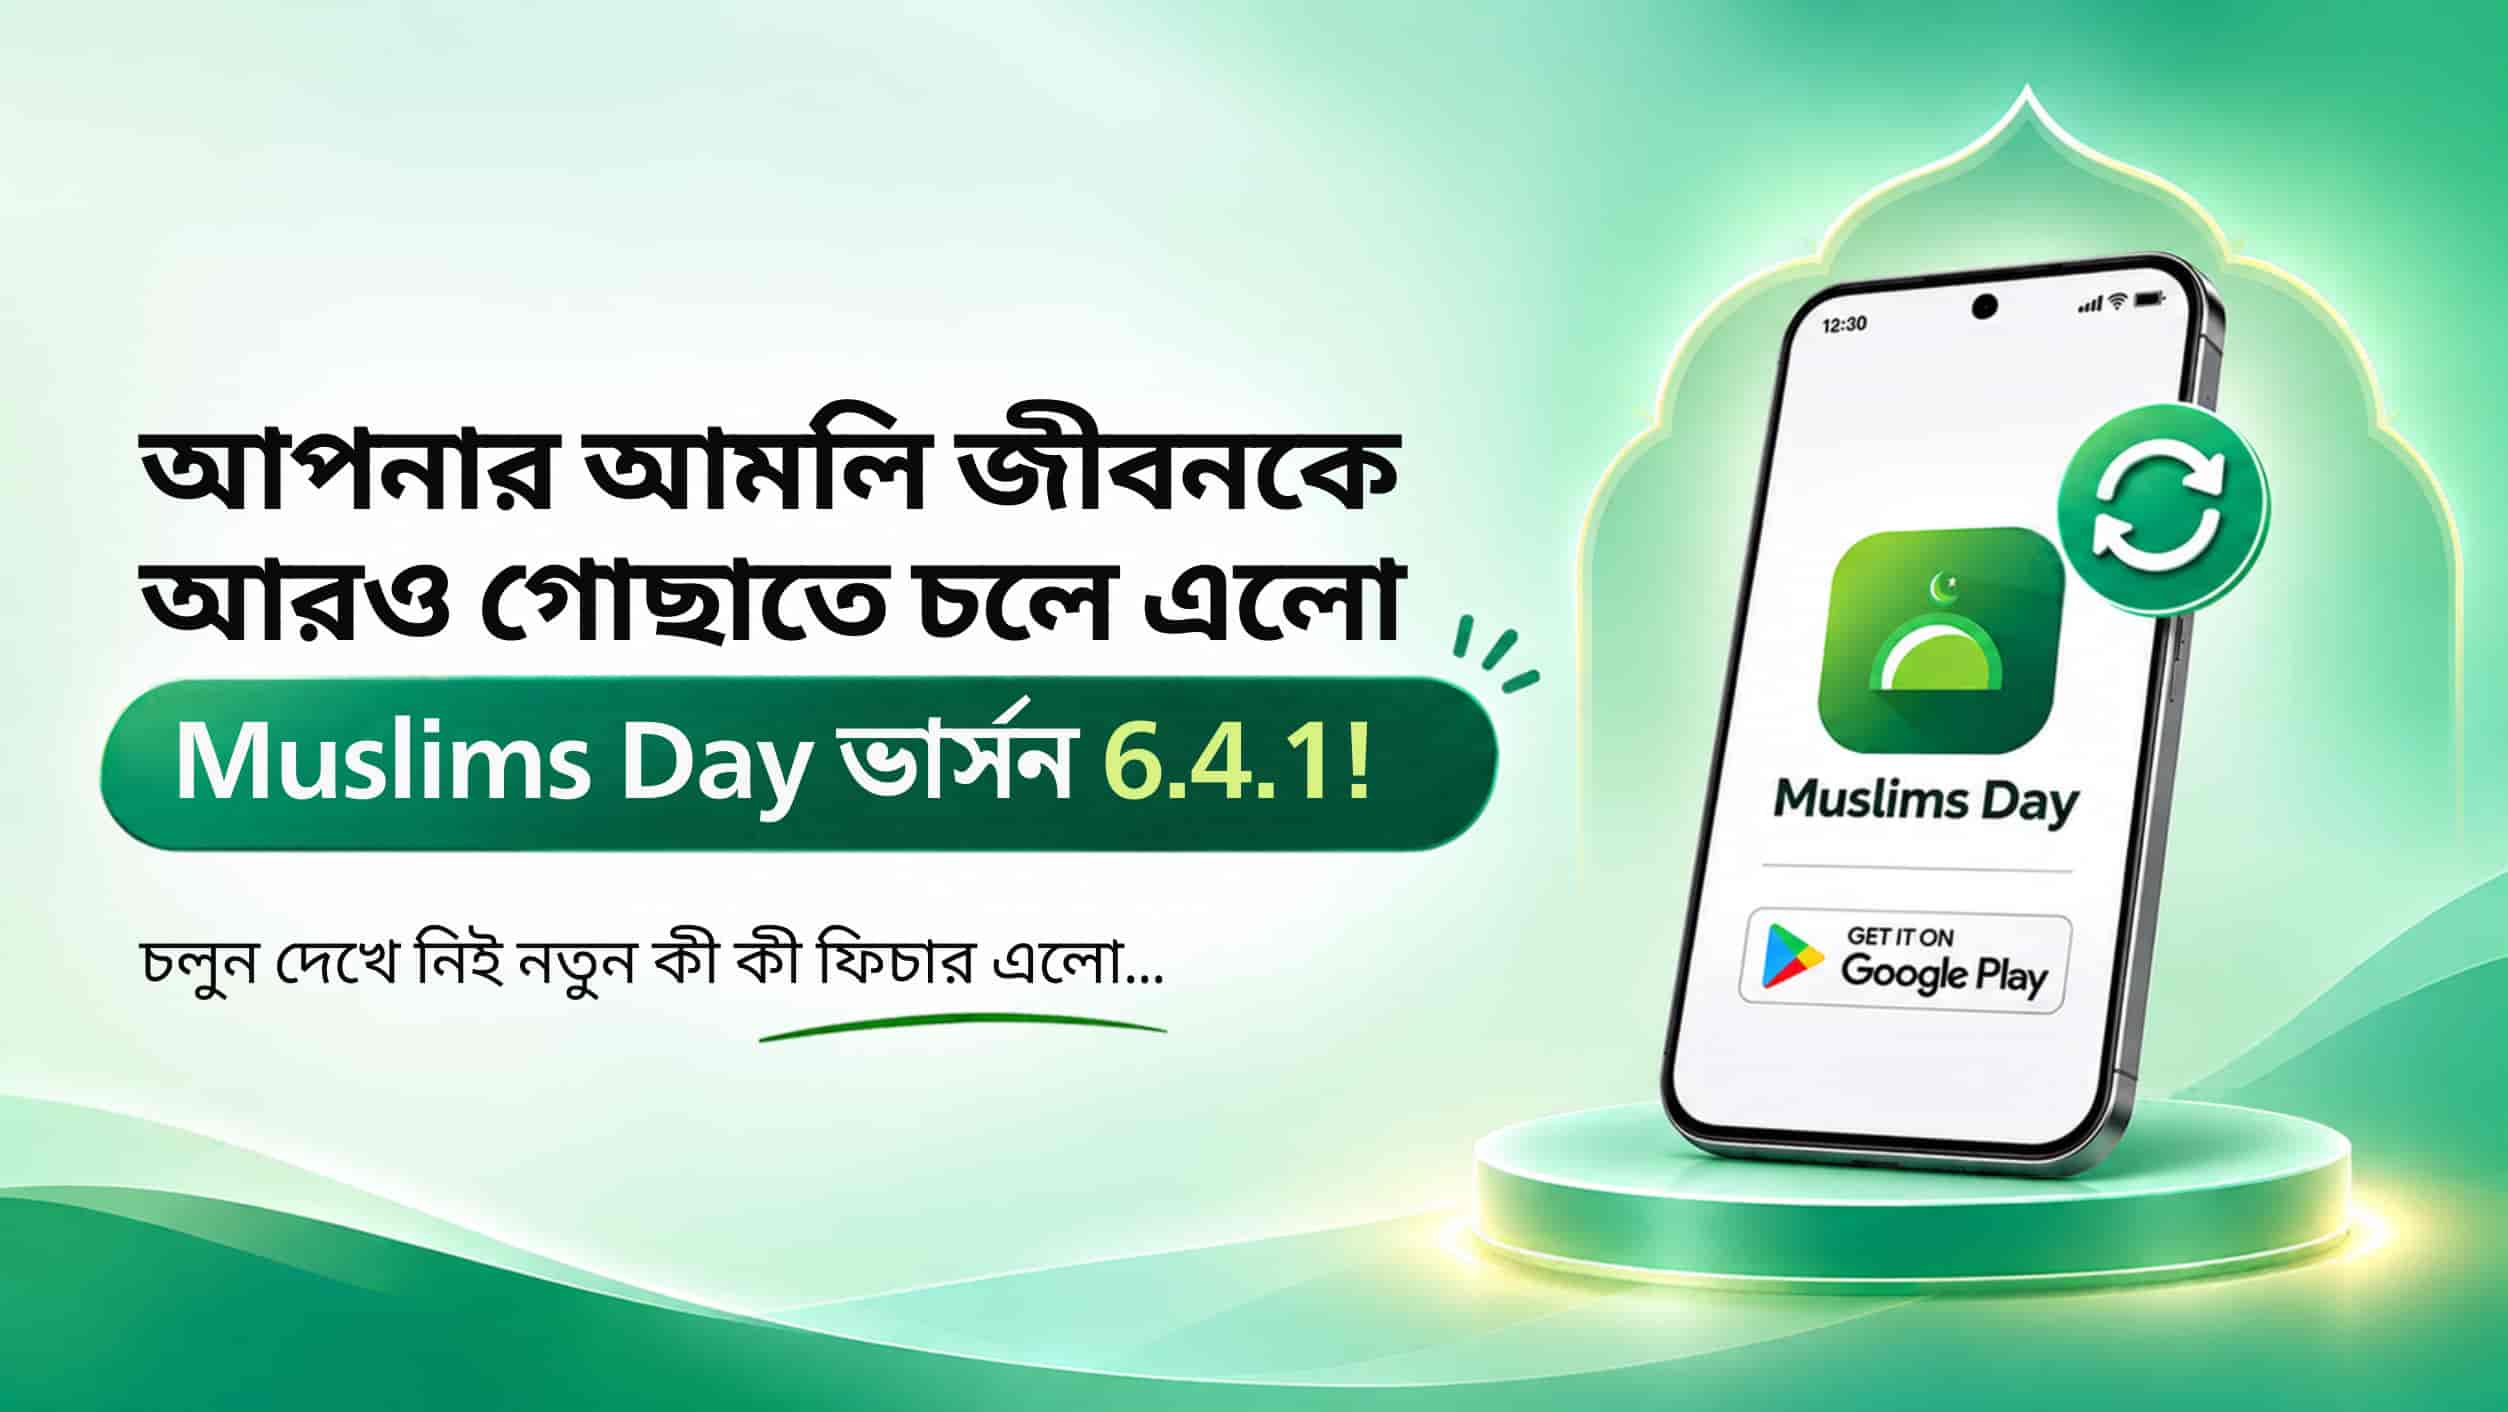 আপনার আমলি জীবনকে
আরও গোছাতে চলে এলো
Muslims Day ভার্সন 6.4.1!
চলুন দেখে নিই নতুন কী কী ফিচার এলো...
12:30
Muslims Day
GET IT ON
Google Play